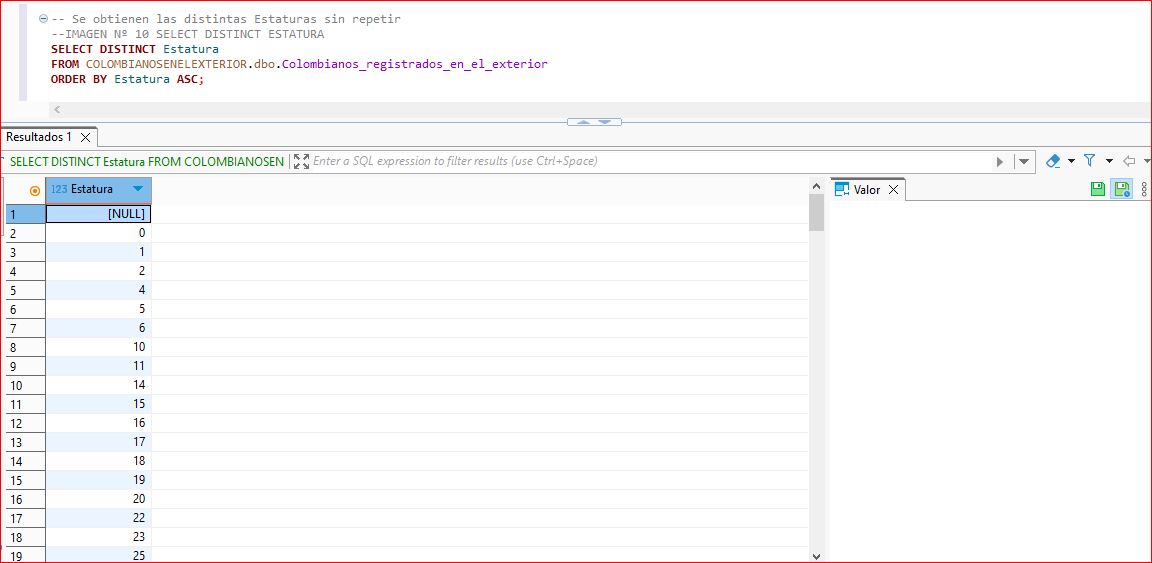 -- Se obtienen las distintas Estaturas sin repetir
--IMAGEN Nº 10 SELECT DISTINCT ESTATURA
SELECT DISTINCT Estatura
FROM COLOMBIANOSENELEXTERIOR.dbo.Colombianos_registrados_en_el_exterior
ORDER BY Estatura ASC;
Resultados 1
SELECT DISTINCT Estatura FROM COLOMBIANOSEN Enter a SQL expression to filter results (use Ctrl+Space)
123 Estatura
Valor
1 [NULL]
2 0
3 1
4 2
5 4
6 5
7 6
8 10
9 11
10 14
11 15
12 16
13 17
14 18
15 19
16 20
17 22
18 23
19 25